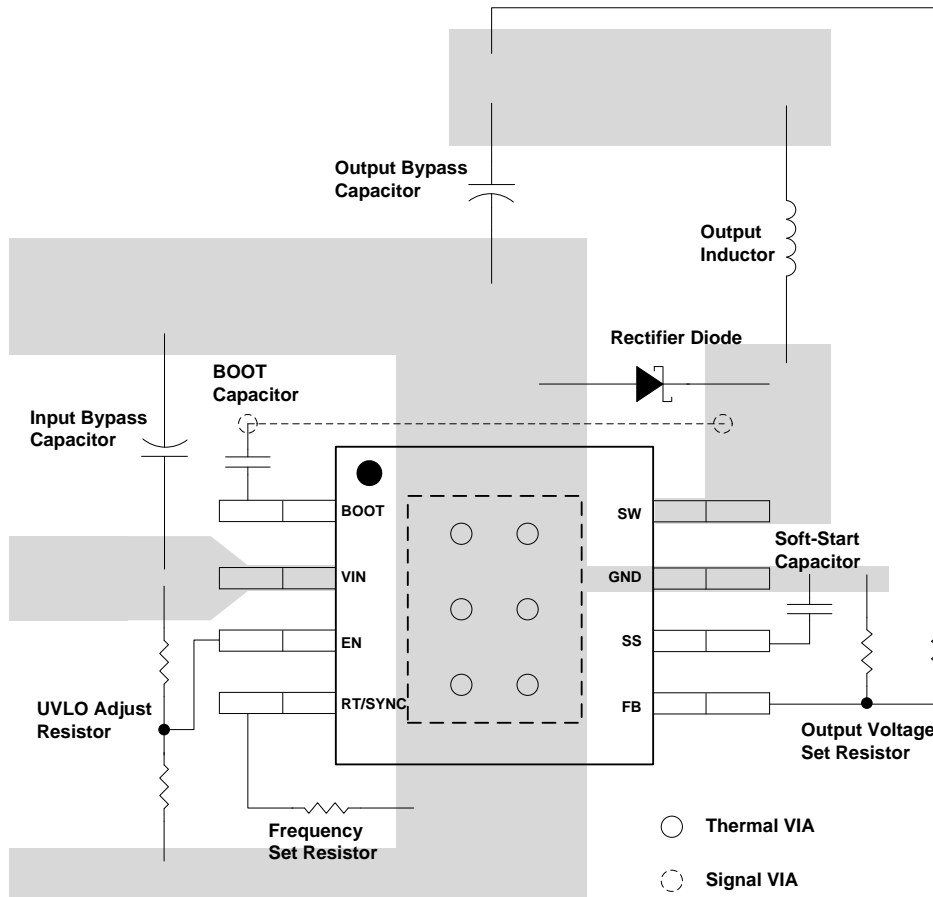 Output Bypass
Capacitor
Output
Inductor
Rectifier Diode
BOOT
Capacitor
Input Bypass
Capacitor
BOOT
SW
Soft-Start
Capacitor
VIN
GND
EN
SS
UVLO Adjust
Resistor
RT/SYNC
FB
Output Voltage
Set Resistor
Frequency
Set Resistor
Thermal VIA
Signal VIA